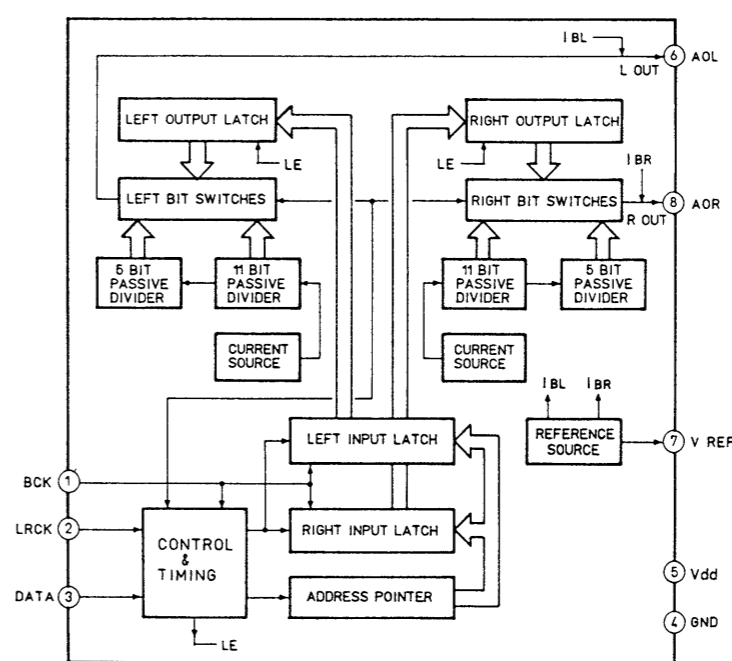 I BL
6 AOL
L OUT
LEFT OUTPUT LATCH
RIGHT OUTPUT LATCH
LE
LE
I BR
LEFT BIT SWITCHES
RIGHT BIT SWITCHES
8 AOR
R OUT
5 BIT
PASSIVE
DIVIDER
11 BIT
PASSIVE
DIVIDER
11 BIT
PASSIVE
DIVIDER
5 BIT
PASSIVE
DIVIDER
CURRENT
SOURCE
CURRENT
SOURCE
I BL
I BR
LEFT INPUT LATCH
REFERENCE
SOURCE
7 V REF
BCK 1
LRCK 2
RIGHT INPUT LATCH
CONTROL
&
TIMING
5 Vdd
DATA 3
ADDRESS POINTER
4 GND
LE